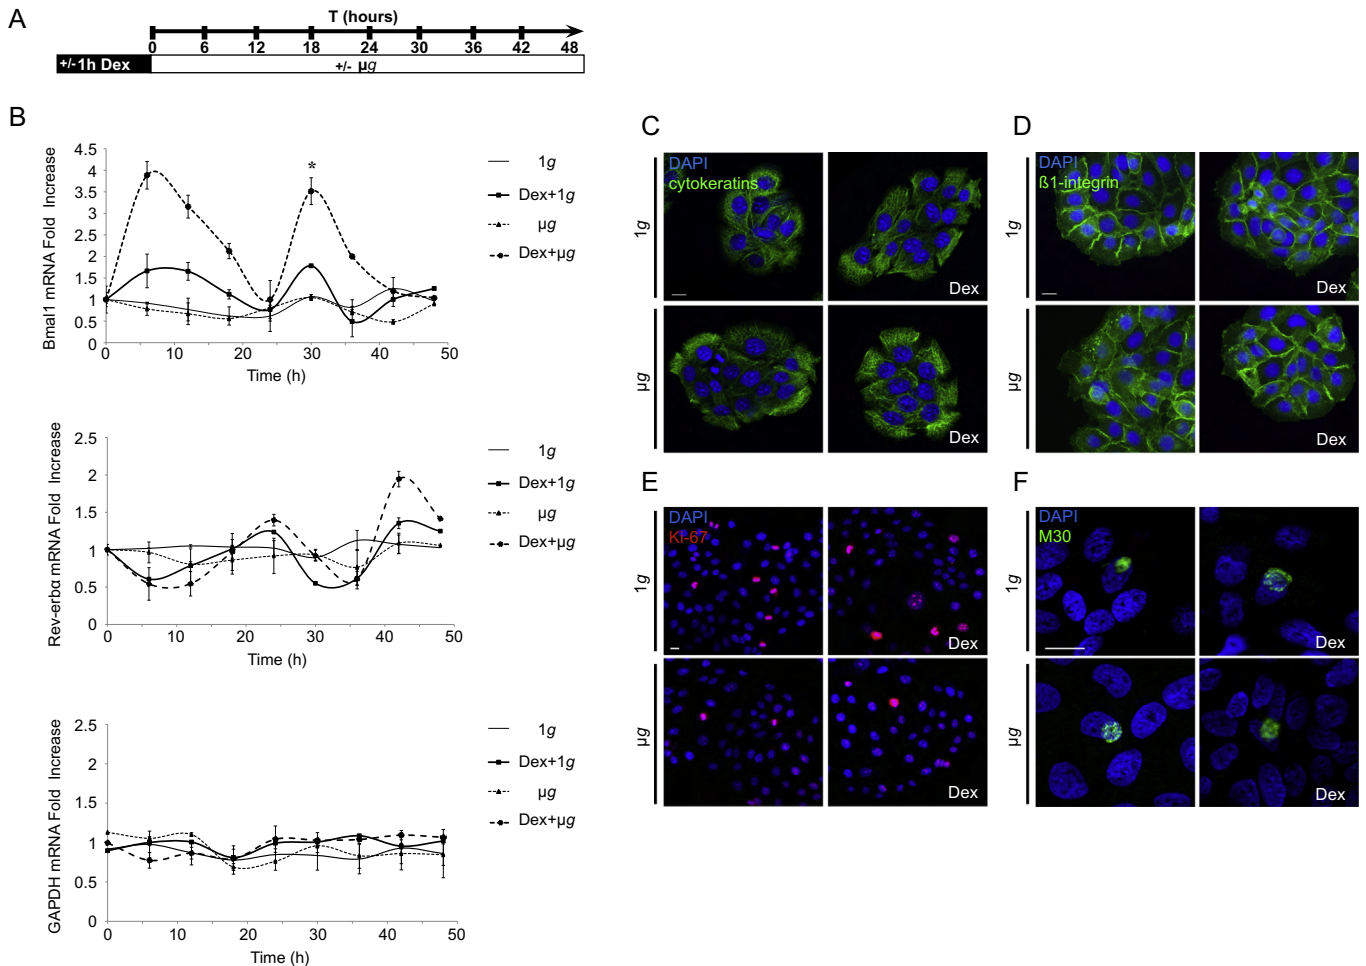 A
T (hours)
0 6 12 18 24 30 36 42 48
+/-1h Dex
+/- µg
B
Bmal1 mRNA Fold Increase
4.5
4
3.5
3
2.5
2
1.5
1
0.5
0
*
0 10 20 30 40 50
Time (h)
1g
Dex+1g
µg
Dex+µg
Rev-erbα mRNA Fold Increase
2.5
2
1.5
1
0.5
0
0 10 20 30 40 50
Time (h)
1g
Dex+1g
µg
Dex+µg
GAPDH mRNA Fold Increase
2.5
2
1.5
1
0.5
0
0 10 20 30 40 50
Time (h)
1g
Dex+1g
µg
Dex+µg
C
1g
DAPI
cytokeratins
Dex
µg
Dex
D
1g
DAPI
ß1-integrin
Dex
µg
Dex
E
1g
DAPI
KI-67
Dex
µg
Dex
F
1g
DAPI
M30
Dex
µg
Dex